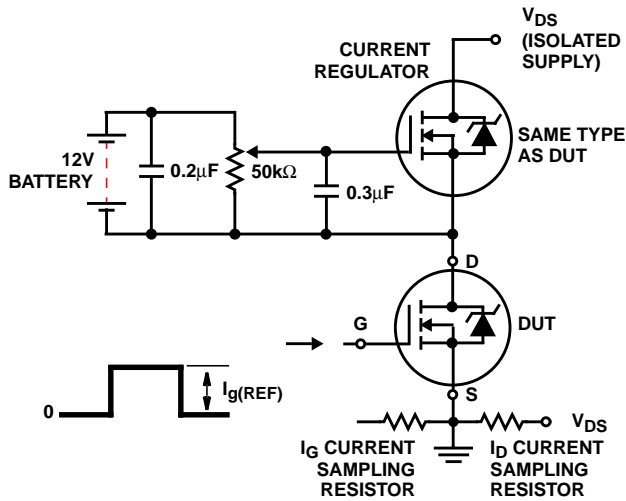 V_DS
(ISOLATED
SUPPLY)
CURRENT
REGULATOR
SAME TYPE
AS DUT
12V
BATTERY
0.2μF
50kΩ
0.3μF
D
DUT
G
I_g(REF)
0
S
V_DS
I_G CURRENT
SAMPLING
RESISTOR
I_D CURRENT
SAMPLING
RESISTOR